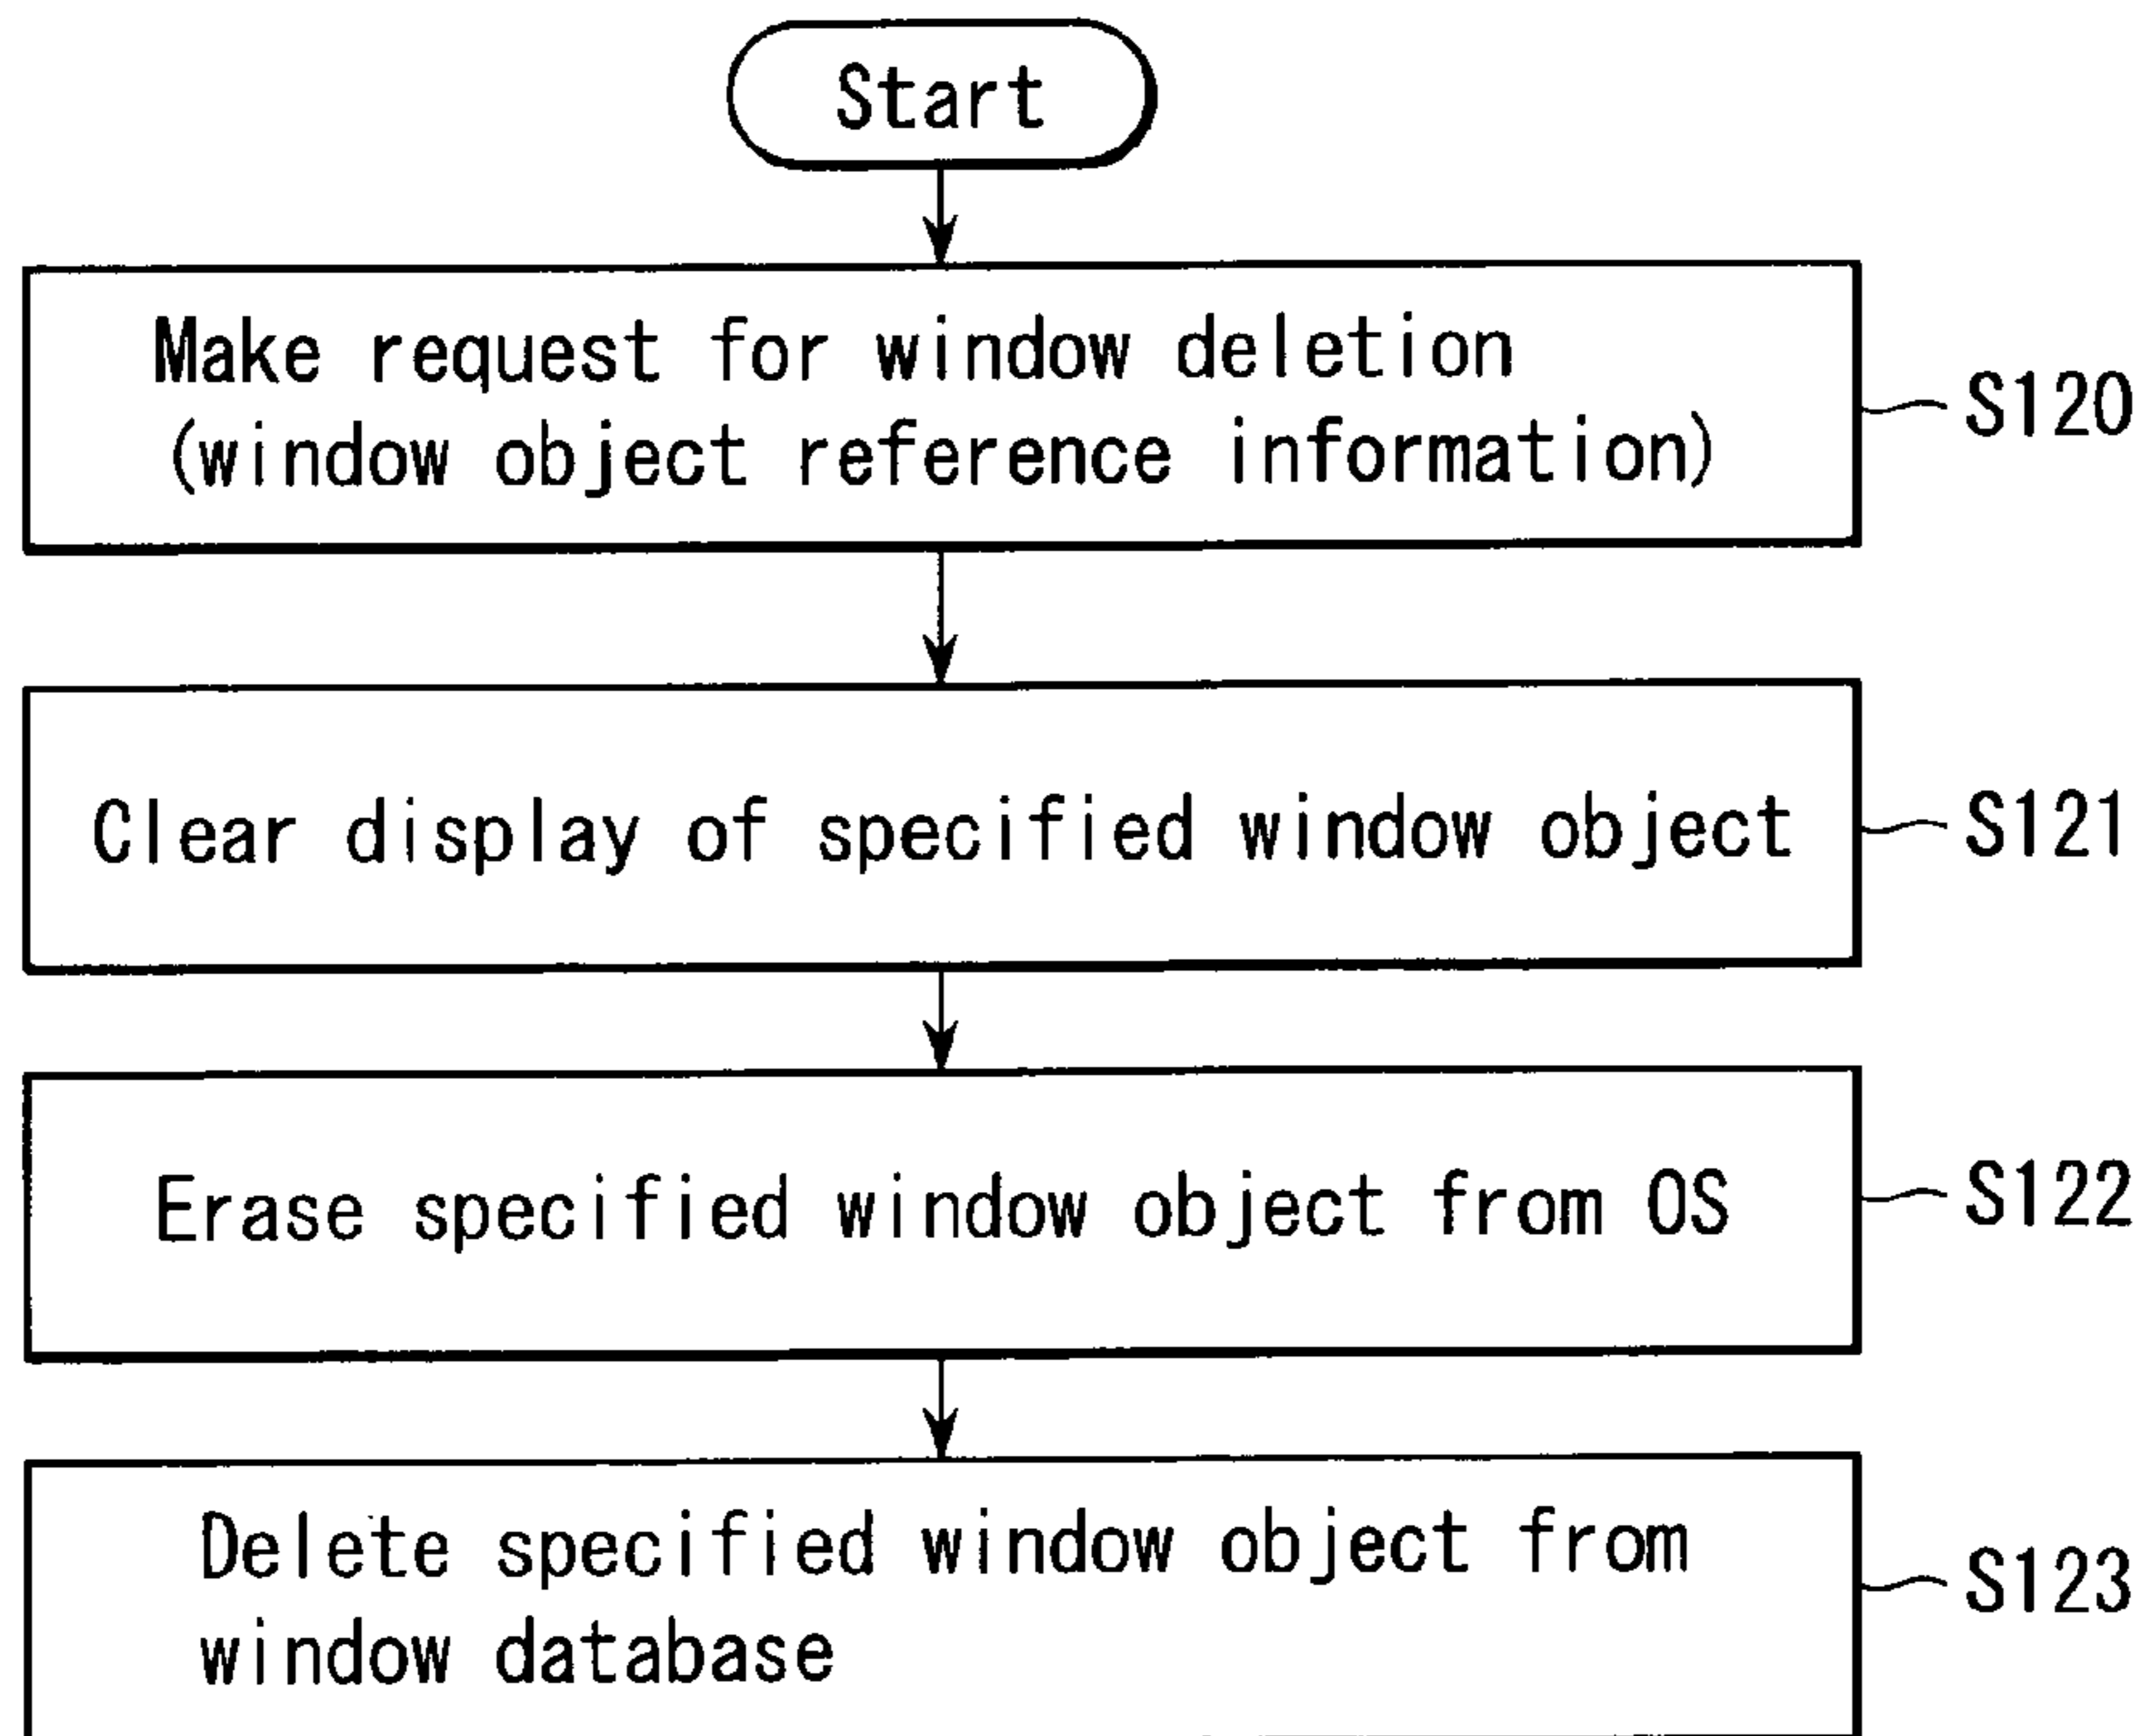 Start
Make request for window deletion
(window object reference information)
S120
Clear display of specified window object
S121
Erase specified window object from OS
S122
Delete specified window object from
window database
S123